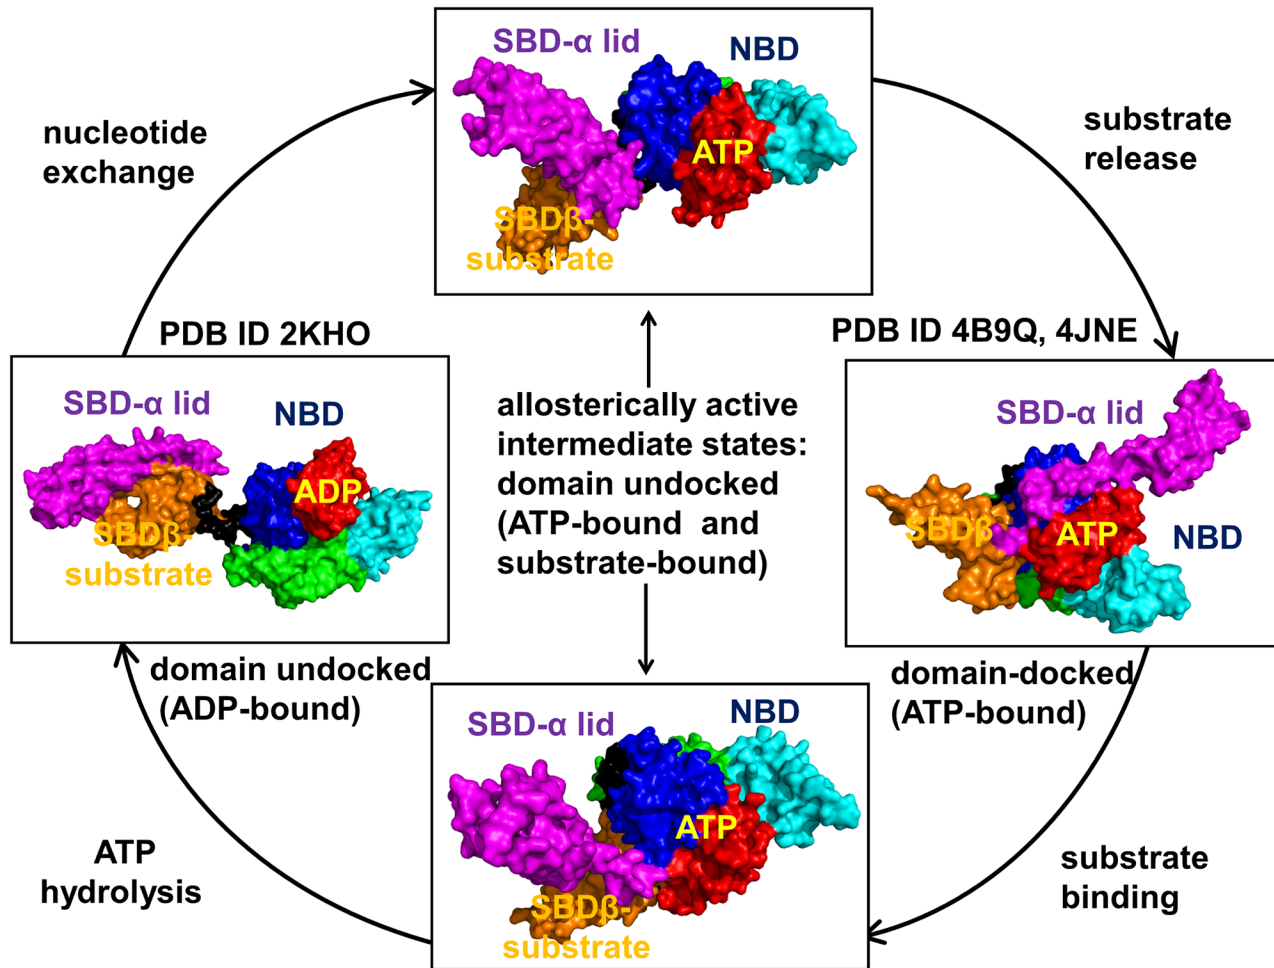 SBD-α lid
NBD
ATP
SBDβ-
substrate
nucleotide
exchange
substrate
release
PDB ID 2KHO
SBD-α lid
NBD
ADP
SBDβ-
substrate
domain undocked
(ADP-bound)
allosterically active
intermediate states:
domain undocked
(ATP-bound and
substrate-bound)
PDB ID 4B9Q, 4JNE
SBD-α lid
SBDβ
ATP
NBD
domain-docked
(ATP-bound)
SBD-α lid
NBD
ATP
SBDβ-
substrate
ATP
hydrolysis
substrate
binding